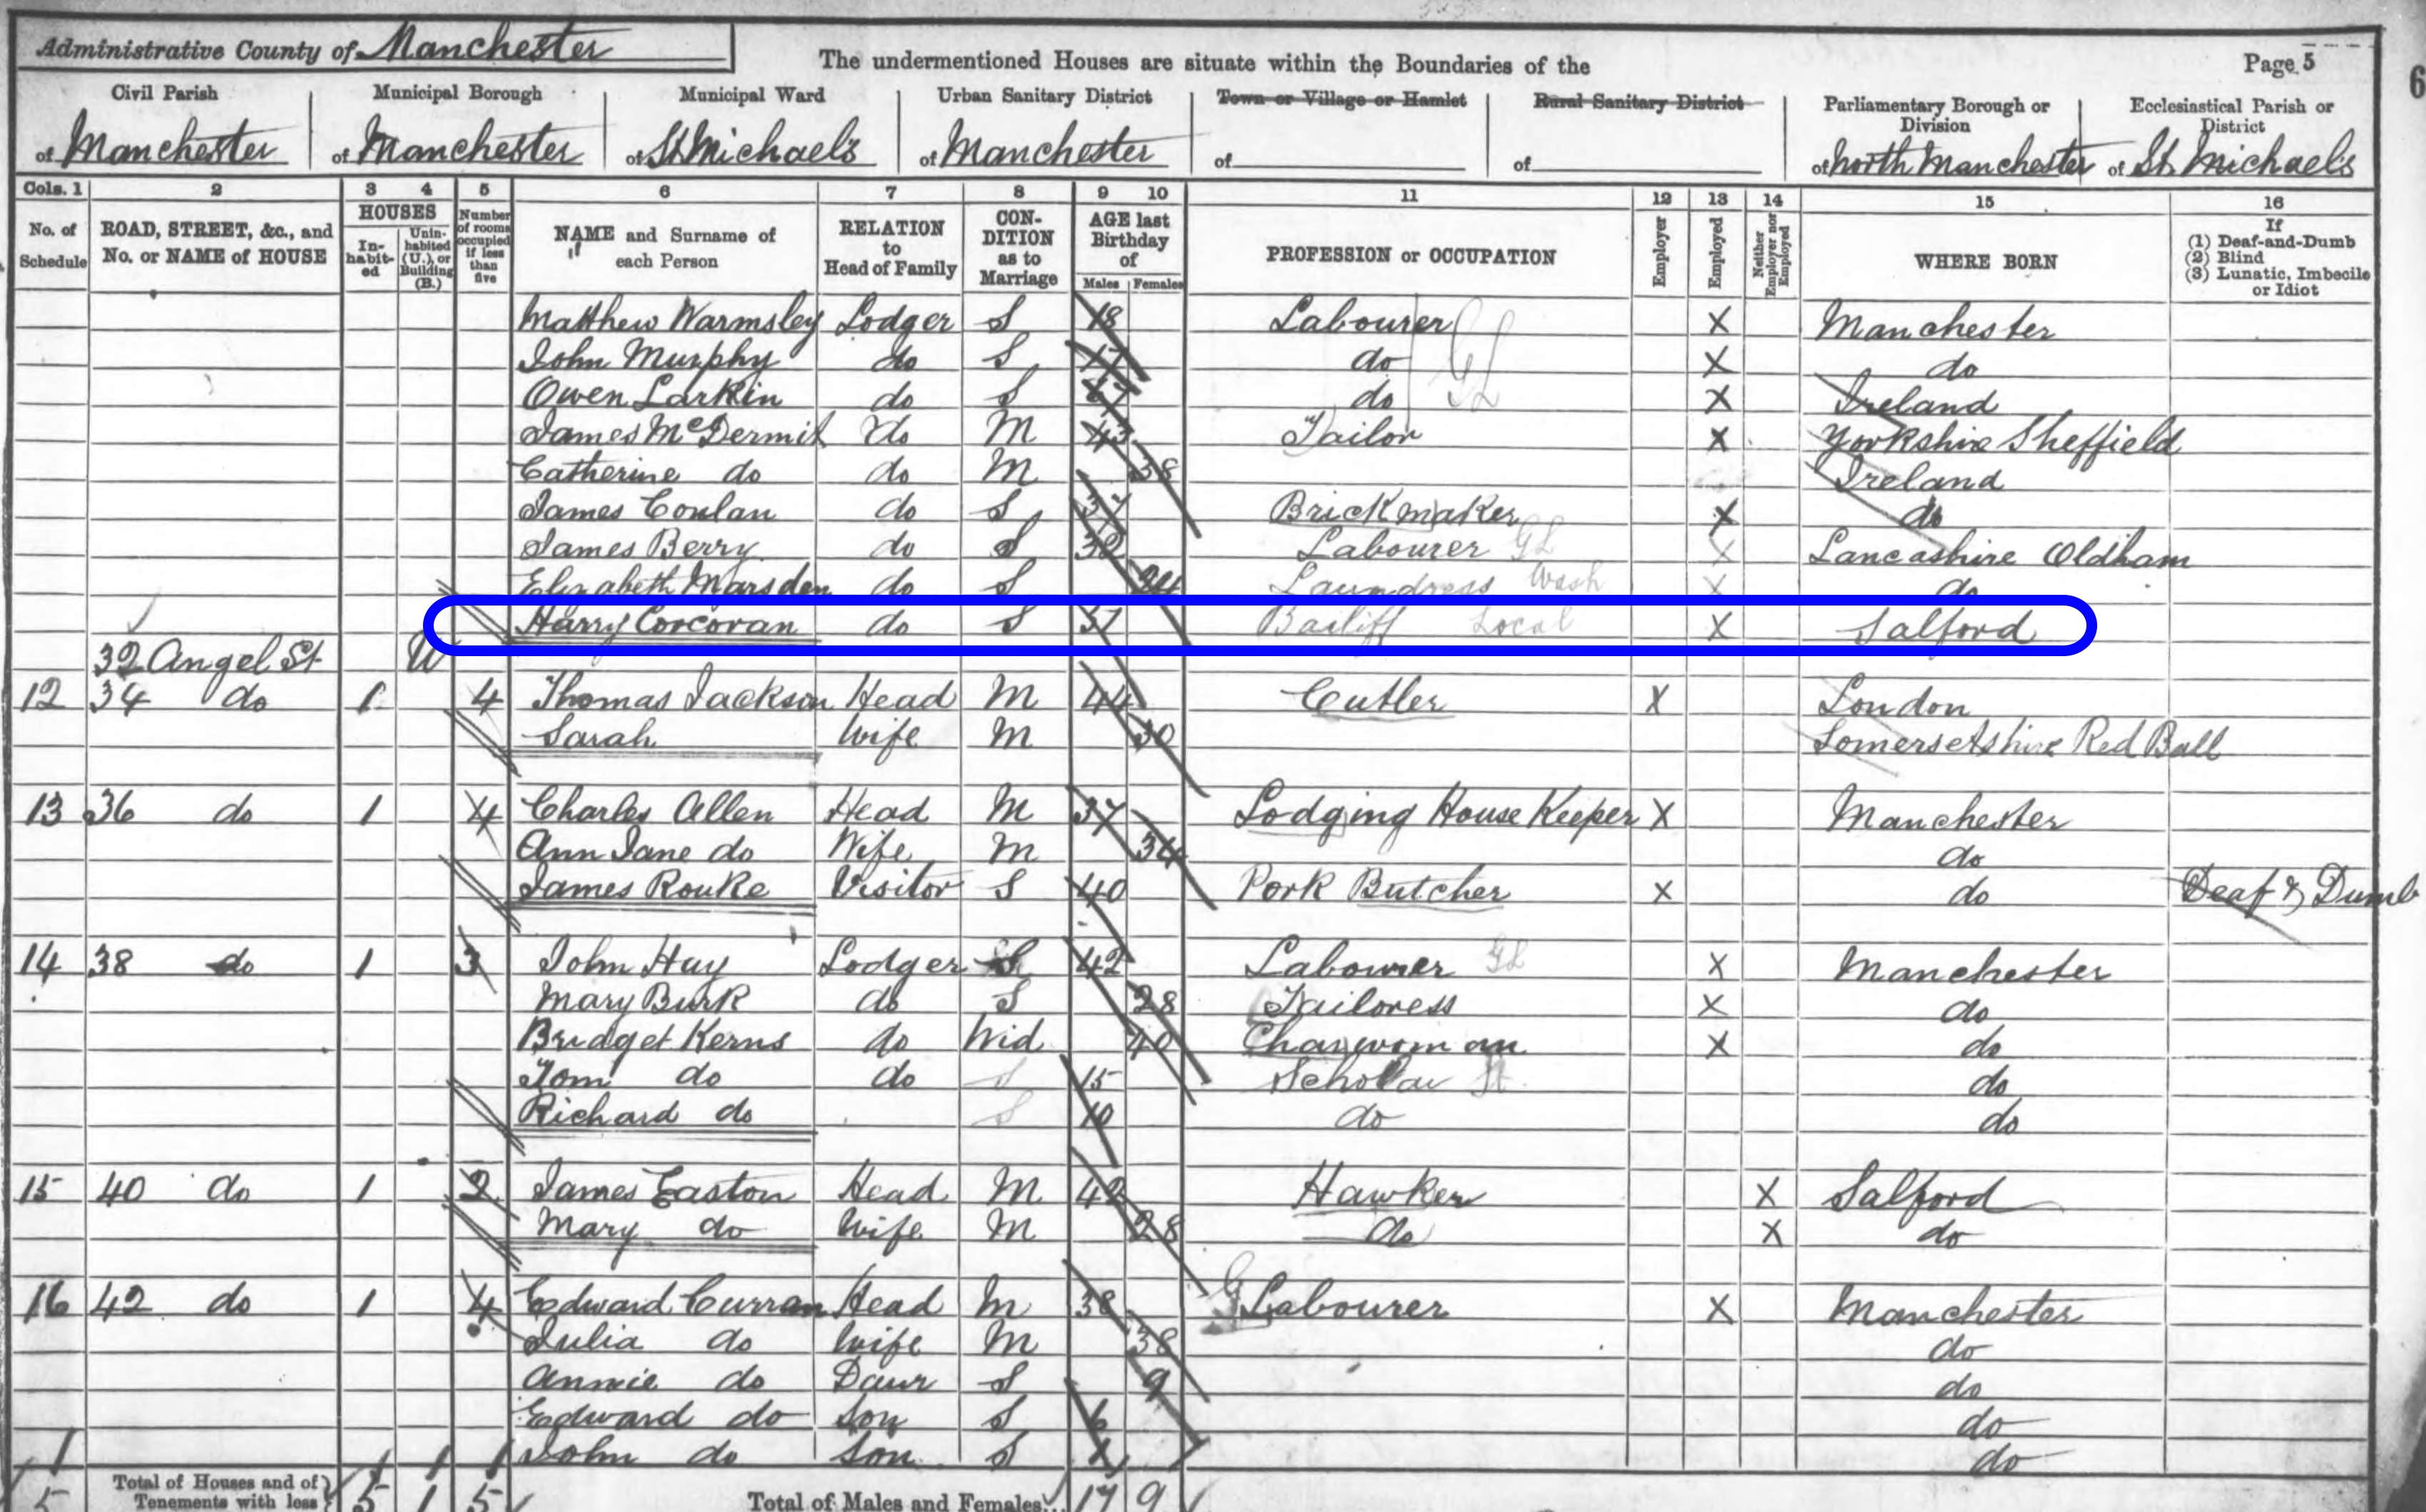 Administrative County of Manchester
The undermentioned Houses are situate within the Boundaries of the
Page 5
6
Civil Parish Municipal Borough Municipal Ward Urban Sanitary District Town or Village or Hamlet Rural Sanitary District Parliamentary Borough or Division Ecclesiastical Parish or District
of Manchester of Manchester of St Michael's of Manchester of of of North Manchester of St Michael's
Cols. 1 2 3 4 5 6 7 8 9 10 11 12 13 14 15 16
No. of Schedule ROAD, STREET, &c., and No. or NAME of HOUSE HOUSES In-habit-ed Unin-habited (U.), or Building (B.) Number of rooms occupied if less than five NAME and Surname of each Person RELATION to Head of Family CON-DITION as to Marriage AGE last Birthday of Males Females PROFESSION or OCCUPATION Employer Employed Neither Employer nor Employed WHERE BORN If (1) Deaf-and-Dumb (2) Blind (3) Lunatic, Imbecile or Idiot
Matthew Warmsley Lodger S 18 Labourer GL X Manchester
John Murphy do S 17 do X do
Owen Larkin do S do X Ireland
James McDermit do M 43 Tailor X Yorkshire Sheffield
Catherine do do M 38 Ireland
James Conlan do S 37 Brickmaker X do
James Berry do S 38 Labourer GL X Lancashire Oldham
Elizabeth Marsden do S 24 Laundress Wash X do
Harry Corcoran do S 37 Bailiff Local X Salford
32 Angel St U
12 34 do 1 4 Thomas Jackson Head M 44 Cutler X London
Sarah Wife M 30 Somersetshire Red Ball
13 36 do 1 4 Charles Allen Head M 37 Lodging House Keeper X Manchester
Ann Jane do Wife M 34 do
James Rouke Visitor S 40 Pork Butcher X do Deaf & Dumb
14 38 do 1 3 John Hay Lodger S 42 Labourer GL X Manchester
Mary Burk do S 28 Tailoress X do
Bridget Kerns do Wid 40 Charwoman X do
Tom do do S 15 Scholar do
Richard do S 10 do do
15 40 do 1 2 James Easton Head M 42 Hawker X Salford
Mary do Wife M 28 do X do
16 42 do 1 4 Edward Curran Head M 38 G Labourer X Manchester
Julia do Wife M 38 do
Annie do Daur S 9 do
Edward do Son S 6 do
John do Son S do
Total of Houses and of Tenements with less 5 1 5 Total of Males and Females... 17 9